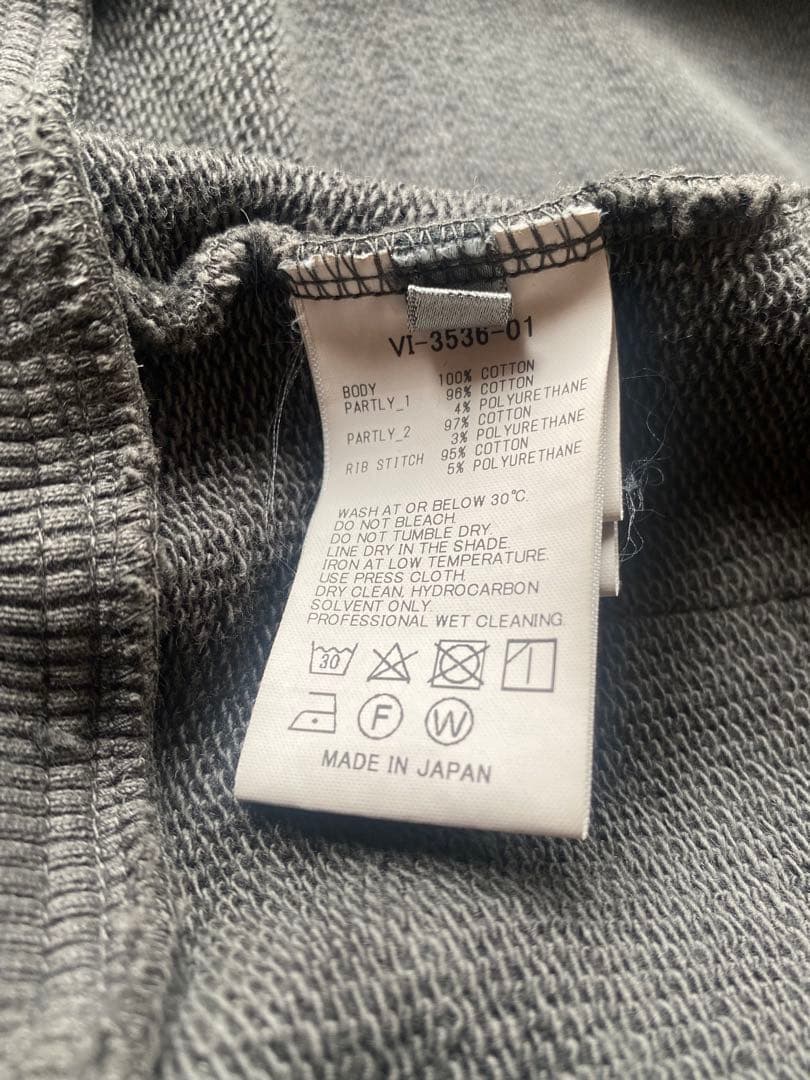 VI-3536-01
BODY 100% COTTON
PARTLY_1 96% COTTON
4% POLYURETHANE
PARTLY_2 97% COTTON
3% POLYURETHANE
RIB STITCH 95% COTTON
5% POLYURETHANE
WASH AT OR BELOW 30℃.
DO NOT BLEACH.
DO NOT TUMBLE DRY.
LINE DRY IN THE SHADE.
IRON AT LOW TEMPERATURE.
USE PRESS CLOTH.
DRY CLEAN, HYDROCARBON
SOLVENT ONLY.
PROFESSIONAL WET CLEANING.
30
F W
MADE IN JAPAN